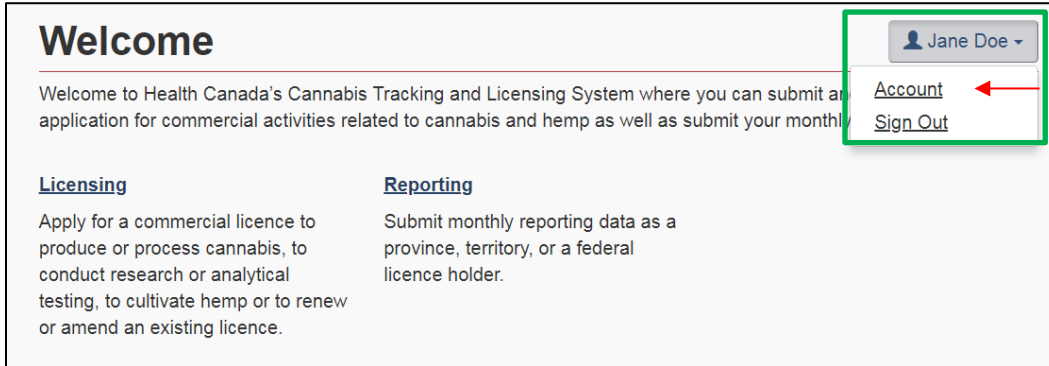 Welcome
Jane Doe
Account
Sign Out
Welcome to Health Canada's Cannabis Tracking and Licensing System where you can submit
application for commercial activities related to cannabis and hemp as well as submit your
Licensing
Apply for a commercial licence to
produce or process cannabis, to
conduct research or analytical
testing, to cultivate hemp or to renew
or amend an existing licence.
Reporting
Submit monthly reporting data as a
province, territory, or a federal
licence holder.